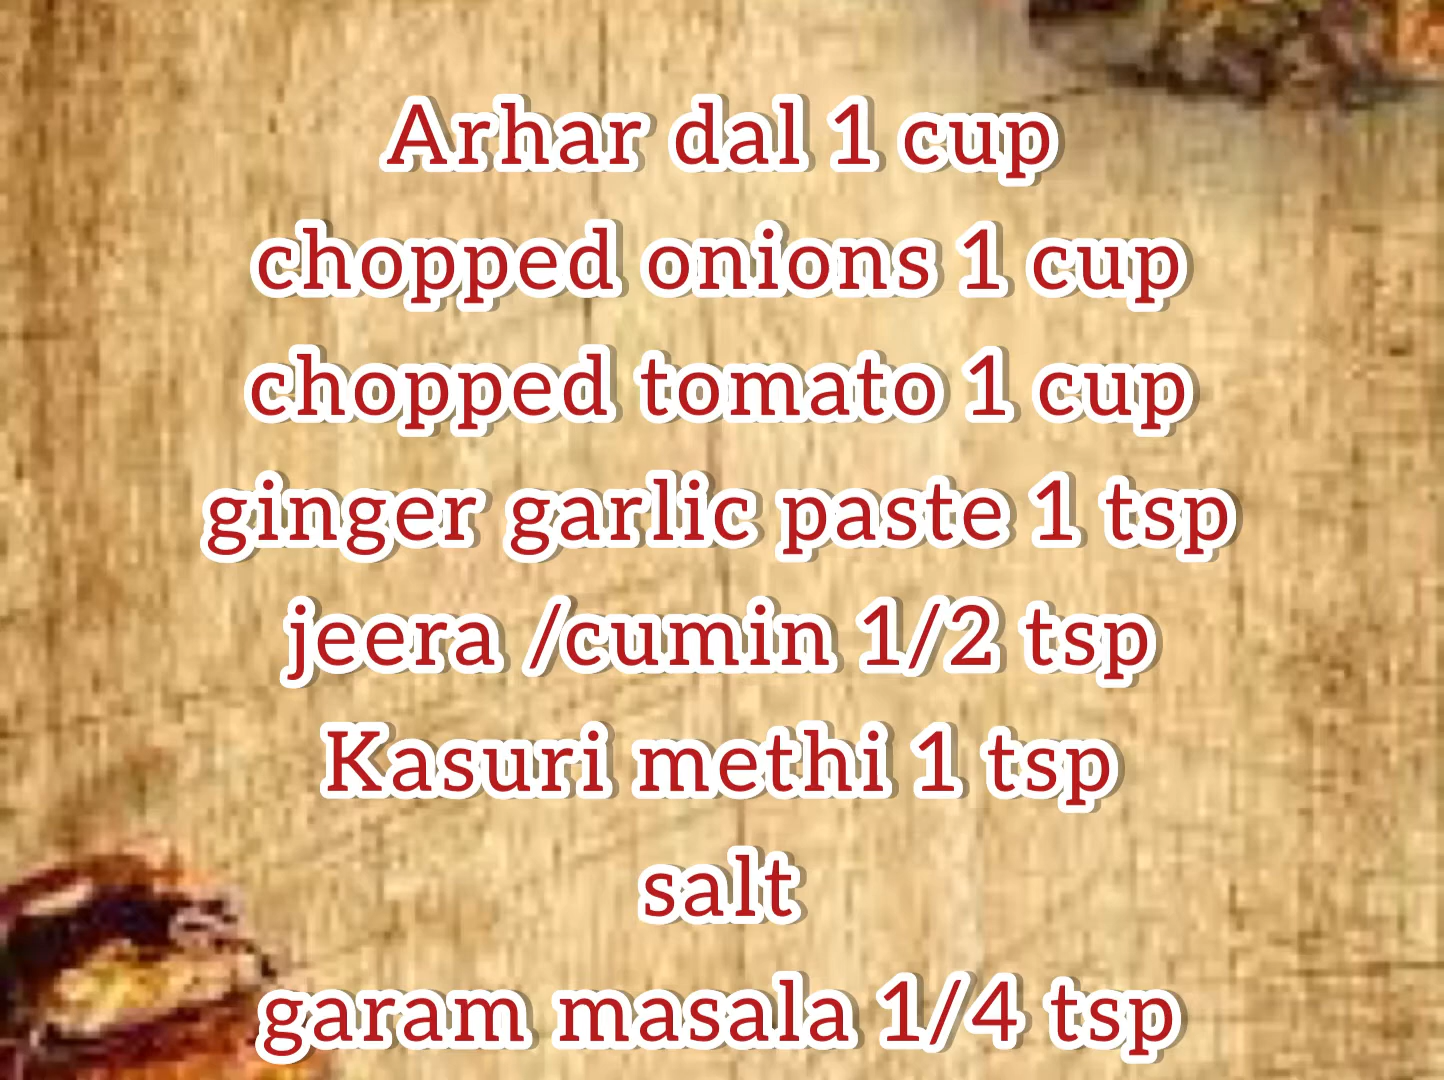 Arhar dal 1 cup
chopped onions 1 cup
chopped tomato 1 cup
ginger garlic paste 1 tsp
jeera /cumin 1/2 tsp
Kasuri methi 1 tsp
salt
garam masala 1/4 tsp